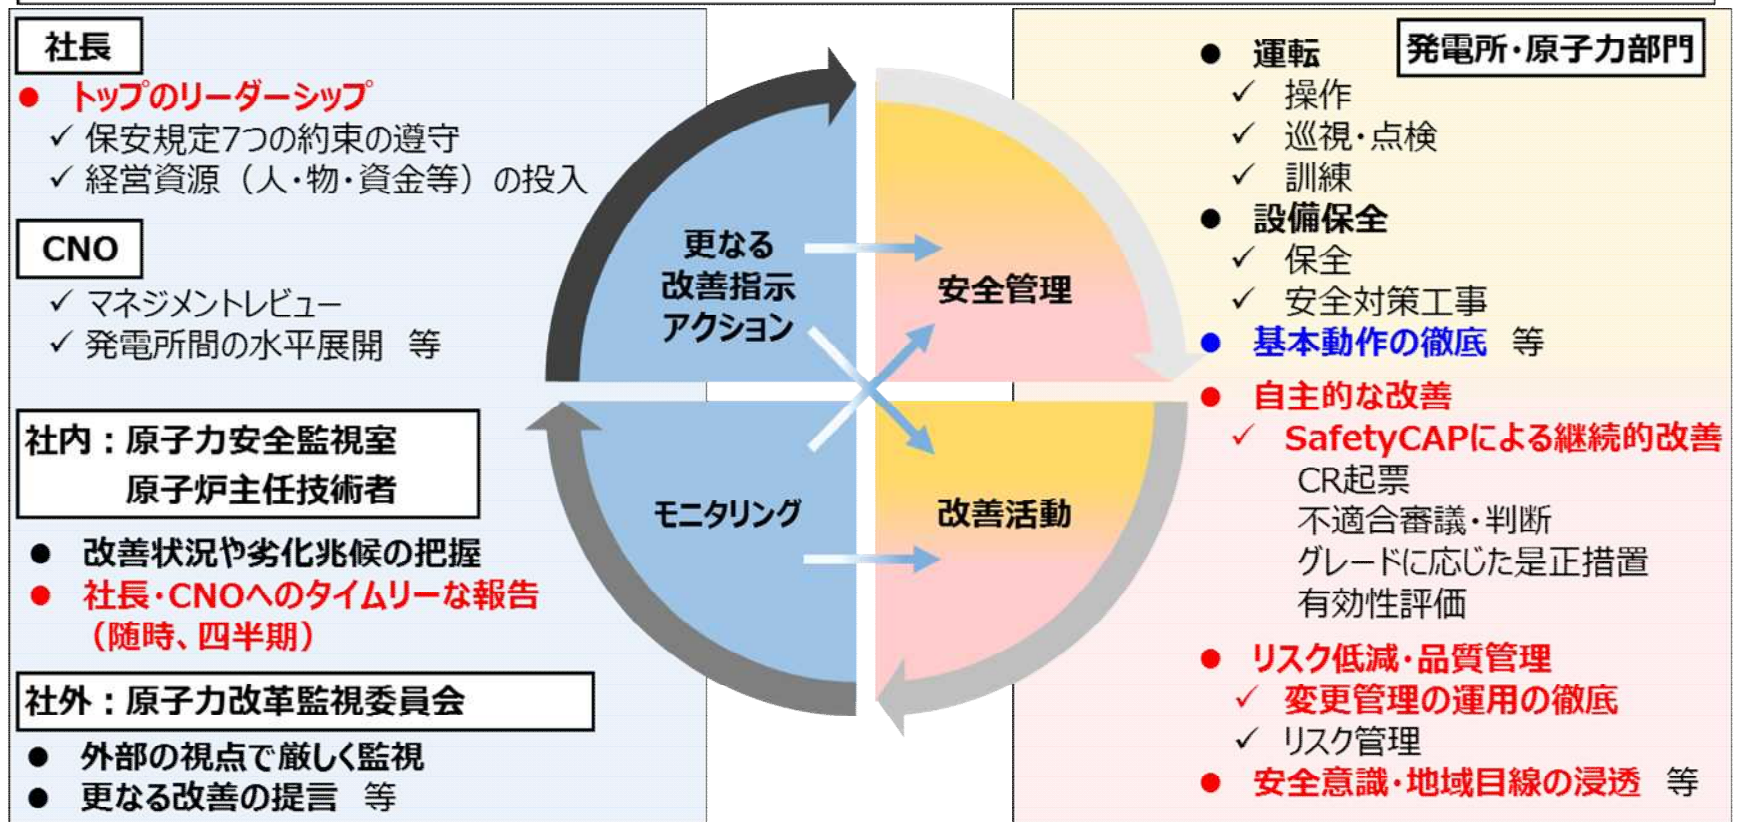 社長
● トップのリーダーシップ
✓ 保安規定7つの約束の遵守
✓ 経営資源（人・物・資金等）の投入
CNO
✓ マネジメントレビュー
✓ 発電所間の水平展開 等
社内：原子力安全監視室
原子炉主任技術者
● 改善状況や劣化兆候の把握
● 社長・CNOへのタイムリーな報告
（随時、四半期）
社外：原子力改革監視委員会
● 外部の視点で厳しく監視
● 更なる改善の提言 等
更なる
改善指示
アクション
安全管理
モニタリング
改善活動
発電所・原子力部門
● 運転
✓ 操作
✓ 巡視・点検
✓ 訓練
● 設備保全
✓ 保全
✓ 安全対策工事
● 基本動作の徹底 等
● 自主的な改善
✓ SafetyCAPによる継続的改善
CR起票
不適合審議・判断
グレードに応じた是正措置
有効性評価
● リスク低減・品質管理
✓ 変更管理の運用の徹底
✓ リスク管理
● 安全意識・地域目線の浸透 等